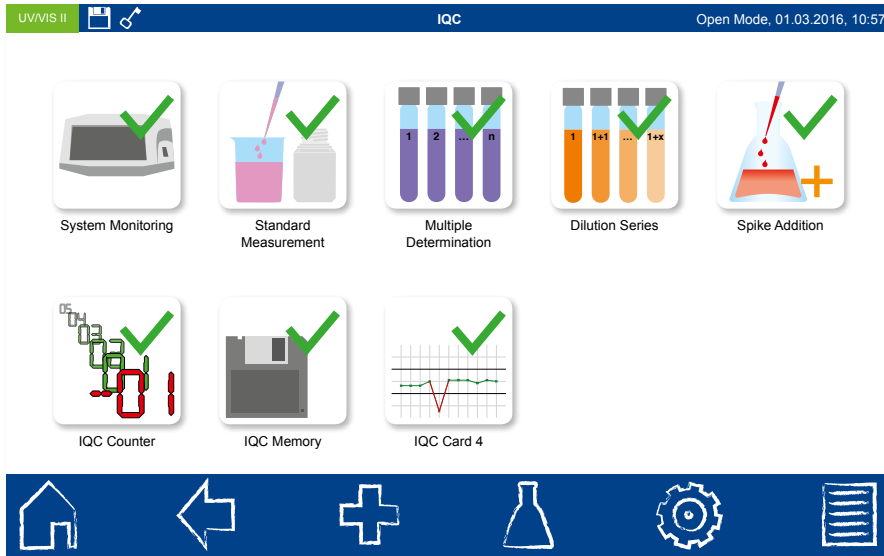 UV/VIS II
IQC
Open Mode, 01.03.2016, 10:57
1 2 ... n
1 1+1 ... 1+x
System Monitoring
Standard
Measurement
Multiple
Determination
Dilution Series
Spike Addition
05
04
03
02
01
-01
IQC Counter
IQC Memory
IQC Card 4